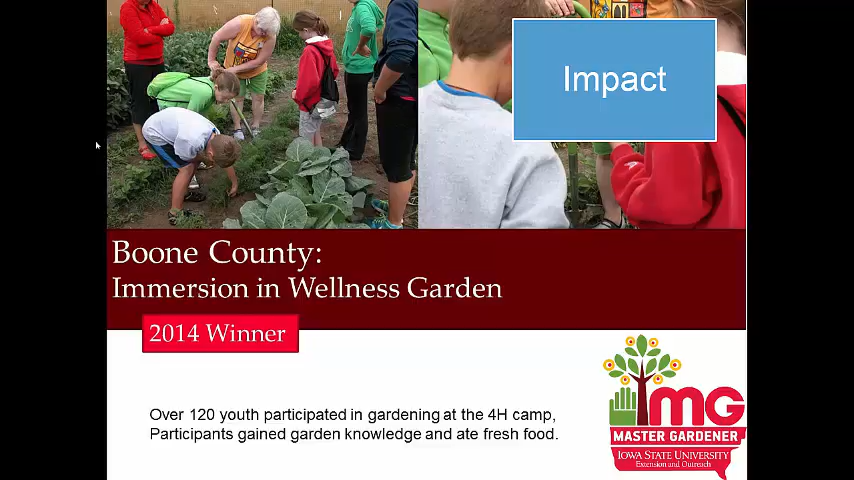 Impact
Boone County:
Immersion in Wellness Garden
2014 Winner
Over 120 youth participated in gardening at the 4H camp,
Participants gained garden knowledge and ate fresh food.
MG
MASTER GARDENER
IOWA STATE UNIVERSITY
Extension and Outreach